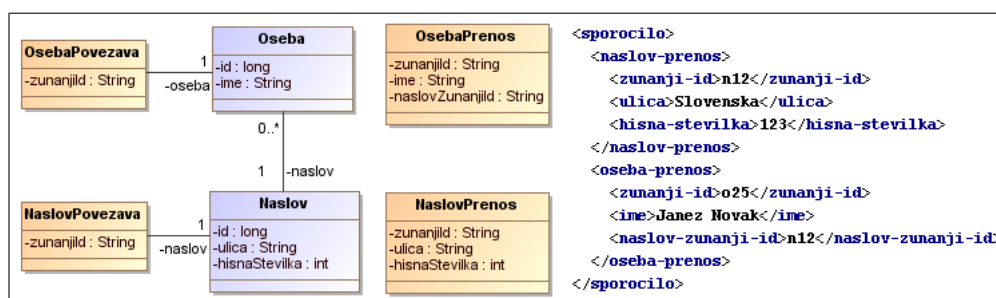 OsebaPovezava
-zunanjiId : String
1
-oseba
Oseba
-id : long
-ime : String
0..*
1
-naslov
OsebaPrenos
-zunanjiId : String
-ime : String
-naslovZunanjiId : String
NaslovPovezava
-zunanjiId : String
1
-naslov
Naslov
-id : long
-ulica : String
-hisnaStevilka : int
NaslovPrenos
-zunanjiId : String
-ulica : String
-hisnaStevilka : int
<sporocilo>
<naslov-prenos>
<zunanji-id>n12</zunanji-id>
<ulica>Slovenska</ulica>
<hisna-stevilka>123</hisna-stevilka>
</naslov-prenos>
<oseba-prenos>
<zunanji-id>o25</zunanji-id>
<ime>Janez Novak</ime>
<naslov-zunanji-id>n12</naslov-zunanji-id>
</oseba-prenos>
</sporocilo>